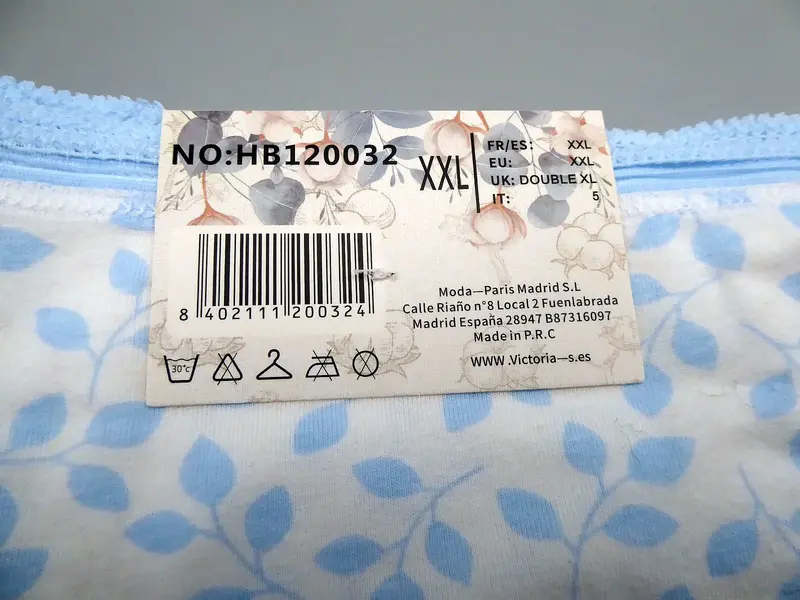 NO:HB120032
XXL
FR/ES: XXL
EU: XXL
UK: DOUBLE XL
IT: 5
8 402111 200324
Moda—Paris Madrid S.L
Calle Riaño n°8 Local 2 Fuenlabrada
Madrid España 28947 B87316097
Made in P.R.C
WWW.Victoria—s.es
30°c